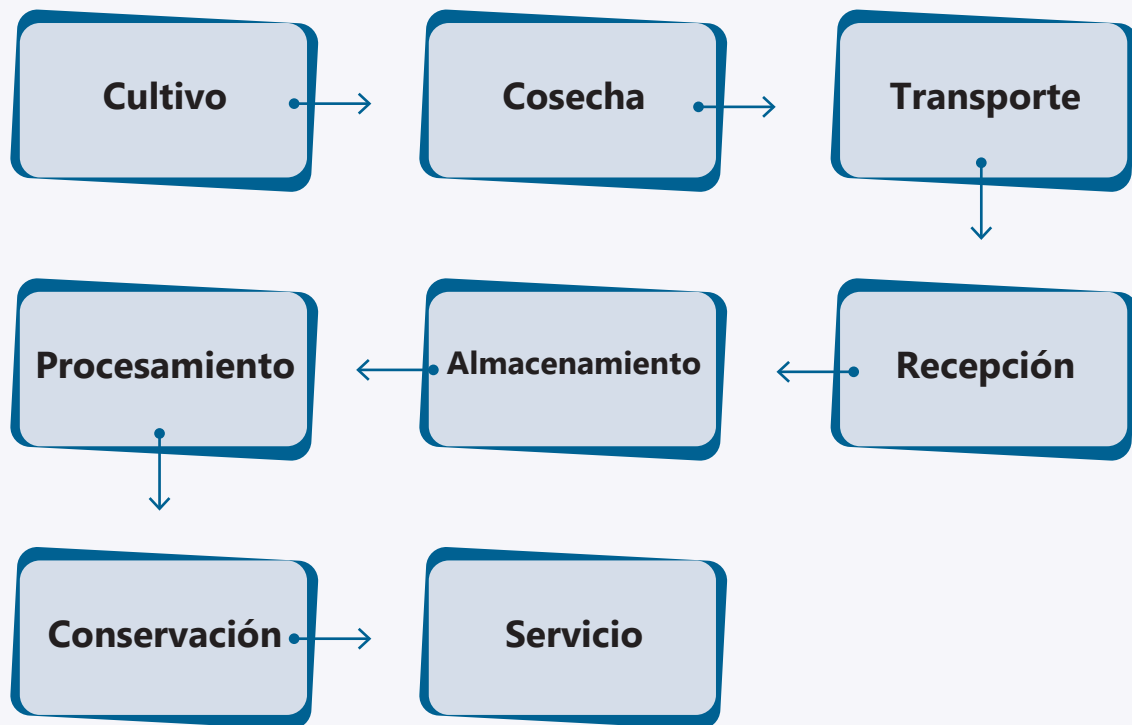 Cultivo
Cosecha
Transporte
Recepción
Almacenamiento
Procesamiento
Conservación
Servicio